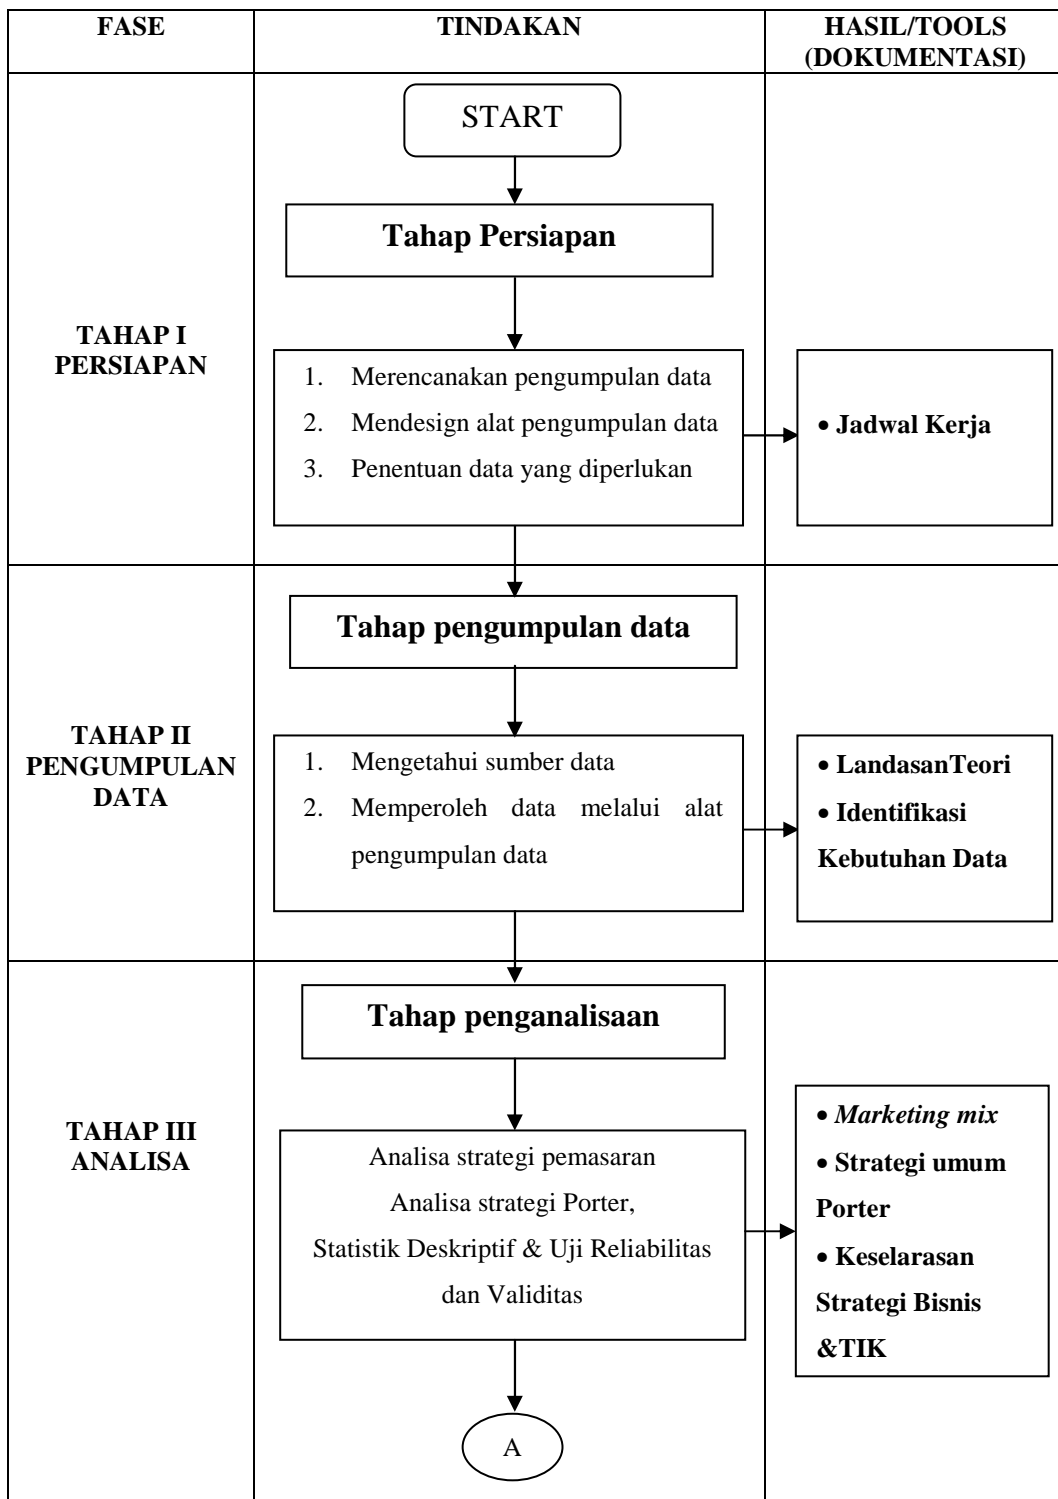 FASE
TINDAKAN
HASIL/TOOLS
(DOKUMENTASI)
START
Tahap Persiapan
TAHAP I
PERSIAPAN
1. Merencanakan pengumpulan data
2. Mendesign alat pengumpulan data
3. Penentuan data yang diperlukan
• Jadwal Kerja
Tahap pengumpulan data
TAHAP II
PENGUMPULAN
DATA
1. Mengetahui sumber data
2. Memperoleh data melalui alat
pengumpulan data
• LandasanTeori
• Identifikasi
Kebutuhan Data
Tahap penganalisaan
TAHAP III
ANALISA
Analisa strategi pemasaran
Analisa strategi Porter,
Statistik Deskriptif & Uji Reliabilitas
dan Validitas
• Marketing mix
• Strategi umum
Porter
• Keselarasan
Strategi Bisnis
&TIK
A